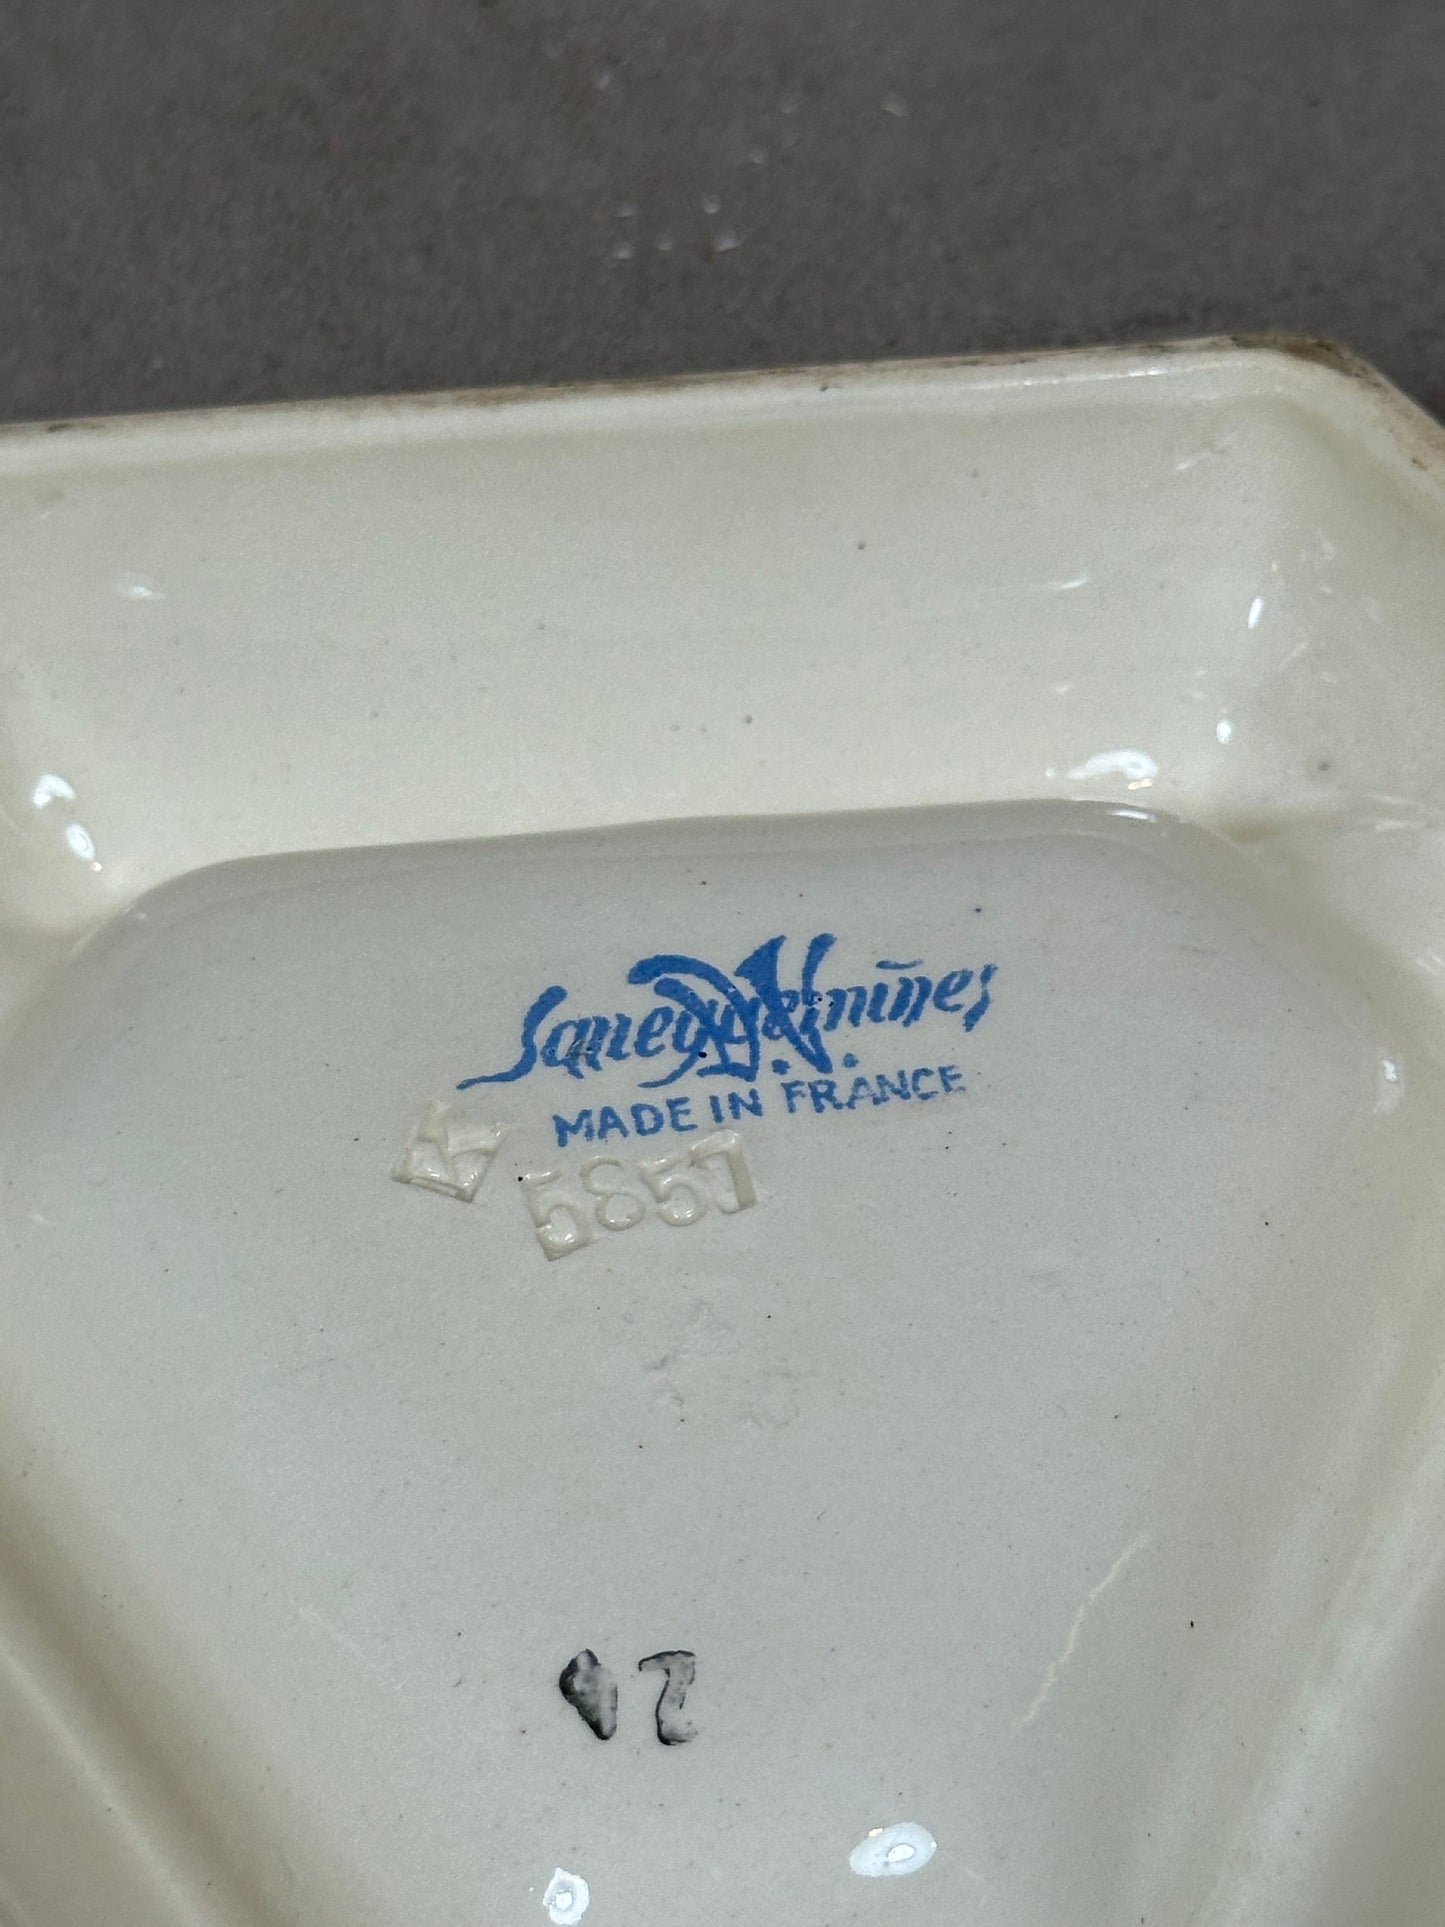 Sarreguemines
D.V.
MADE IN FRANCE
5857